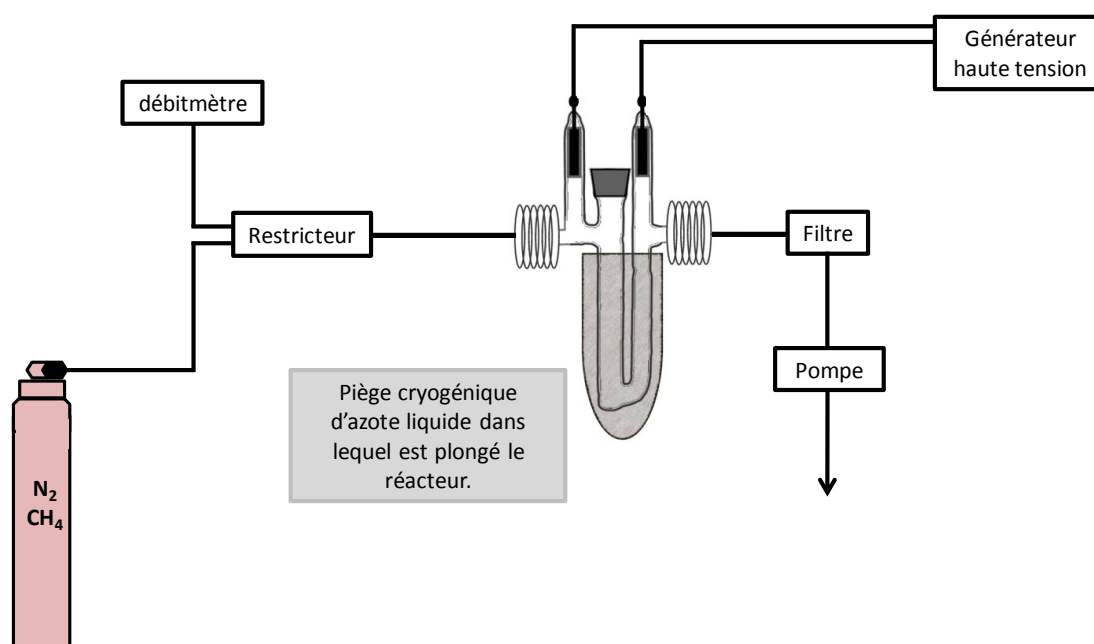 Générateur
haute tension
débitmètre
Restricteur
Filtre
Pompe
Piège cryogénique
d'azote liquide dans
lequel est plongé le
réacteur.
N₂
CH₄